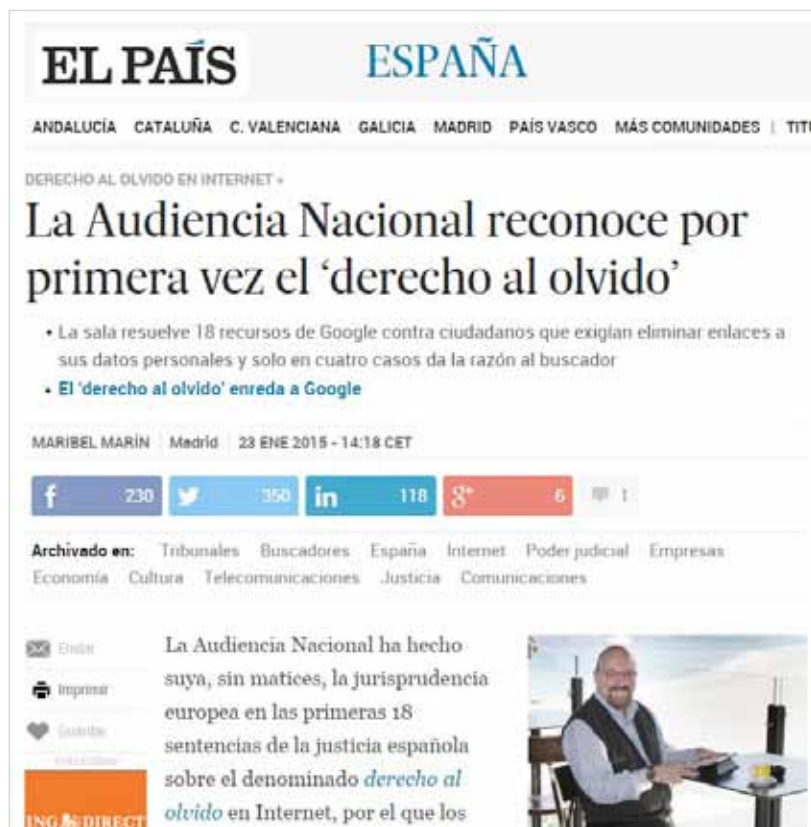 EL PAÍS ESPAÑA
ANDALUCÍA CATALUÑA C. VALENCIANA GALICIA MADRID PAÍS VASCO MÁS COMUNIDADES | TITU
DERECHO AL OLVIDO EN INTERNET »
La Audiencia Nacional reconoce por
primera vez el ‘derecho al olvido’
• La sala resuelve 18 recursos de Google contra ciudadanos que exigían eliminar enlaces a
sus datos personales y solo en cuatro casos da la razón al buscador
• El ‘derecho al olvido’ enreda a Google
MARIBEL MARÍN | Madrid | 23 ENE 2015 - 14:18 CET
f 230 350 in 118 g+ 6 1
Archivado en: Tribunales Buscadores España Internet Poder judicial Empresas
Economía Cultura Telecomunicaciones Justicia Comunicaciones
Enviar
Imprimir
Guardar
PUBLICIDAD
ING DIRECT
La Audiencia Nacional ha hecho
suya, sin matices, la jurisprudencia
europea en las primeras 18
sentencias de la justicia española
sobre el denominado derecho al
olvido en Internet, por el que los